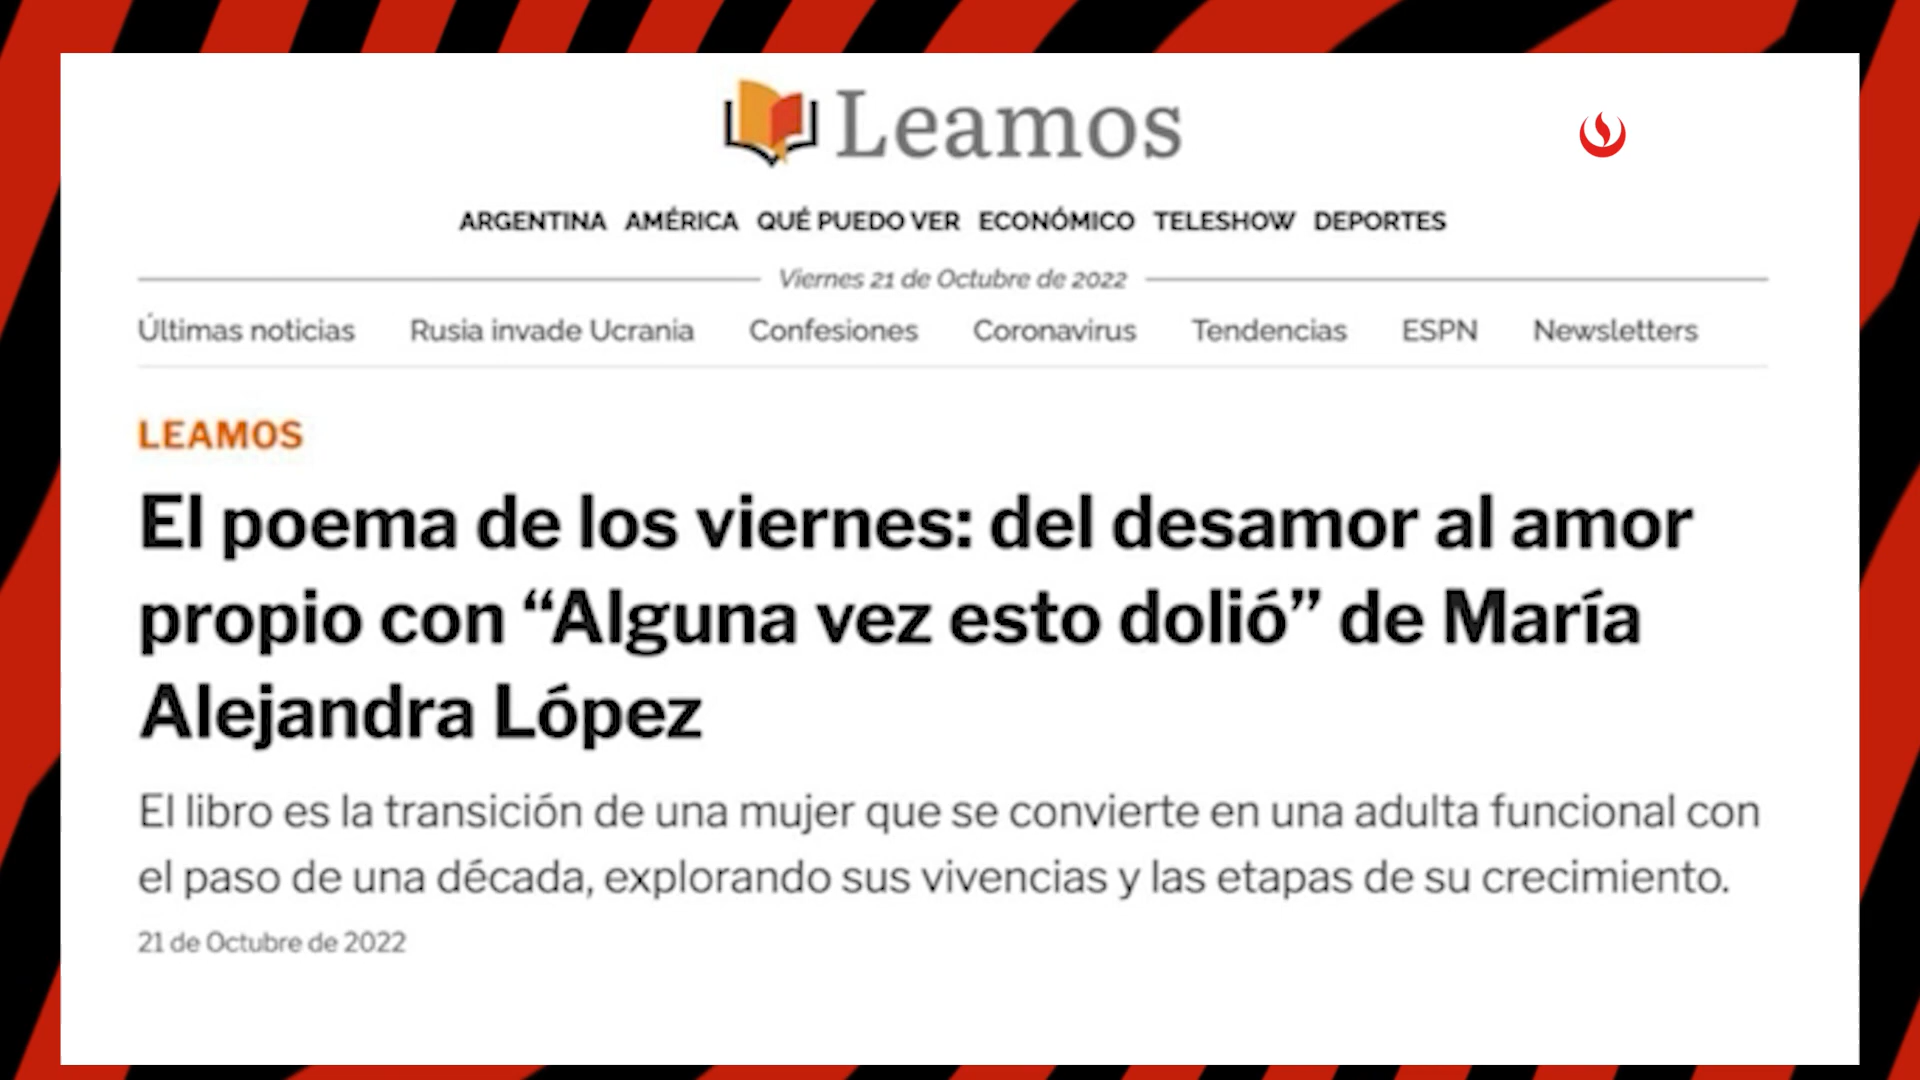 Leamos
ARGENTINA AMÉRICA QUÉ PUEDO VER ECONÓMICO TELESHOW DEPORTES
Viernes 21 de Octubre de 2022
Últimas noticias Rusia invade Ucrania Confesiones Coronavirus Tendencias ESPN Newsletters
LEAMOS
El poema de los viernes: del desamor al amor
propio con “Alguna vez esto dolió” de María
Alejandra López
El libro es la transición de una mujer que se convierte en una adulta funcional con
el paso de una década, explorando sus vivencias y las etapas de su crecimiento.
21 de Octubre de 2022